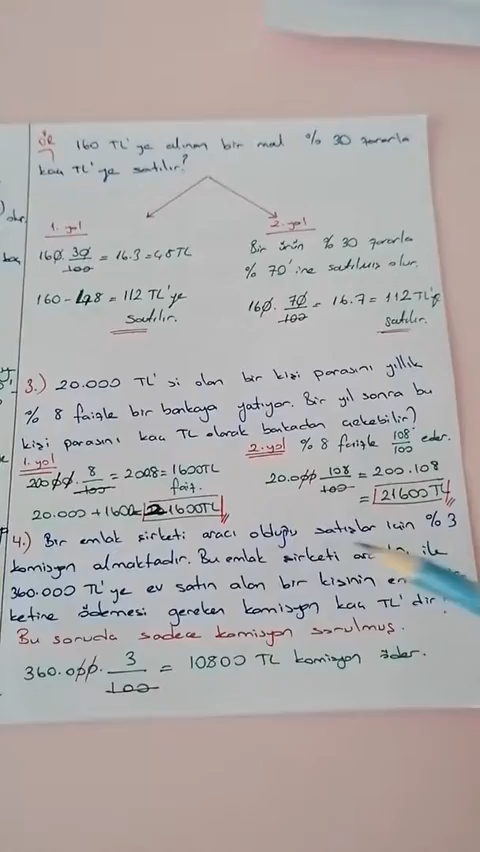 ÖR 160 TL'ye alınan bir mal % 30 zararla
kaç TL'ye satılır?
1. yol
160 . 30/100 = 16.3 = 48 TL
160 - 48 = 112 TL'ye
satılır.
2. yol
Bir ürün % 30 zararla
% 70'ine satılmış olur.
160 . 70/100 = 16.7 = 112 TL'ye
satılır.
3.) 20.000 TL'si olan bir kişi parasını yıllık
% 8 faizle bir bankaya yatıyor. Bir yıl sonra bu
kişi parasını kaç TL olarak bankadan çekebilir?
1. yol
20000 . 8/100 = 200.8 = 1600TL
faiz.
20.000 + 1600 = 21600TL
2. yol % 8 faizle 108/100 eder.
20.000 . 108/100 = 200.108
= 21600 TL
4.) Bir emlak şirketi aracı olduğu satışlar için % 3
komisyon almaktadır. Bu emlak şirketi ile
360.000 TL'ye ev satın alan bir kişinin
ketine ödemesi gereken komisyon kaç TL'dir?
Bu soruda sadece komisyon sorulmuş.
360.000 . 3/100 = 10800 TL komisyon öder.